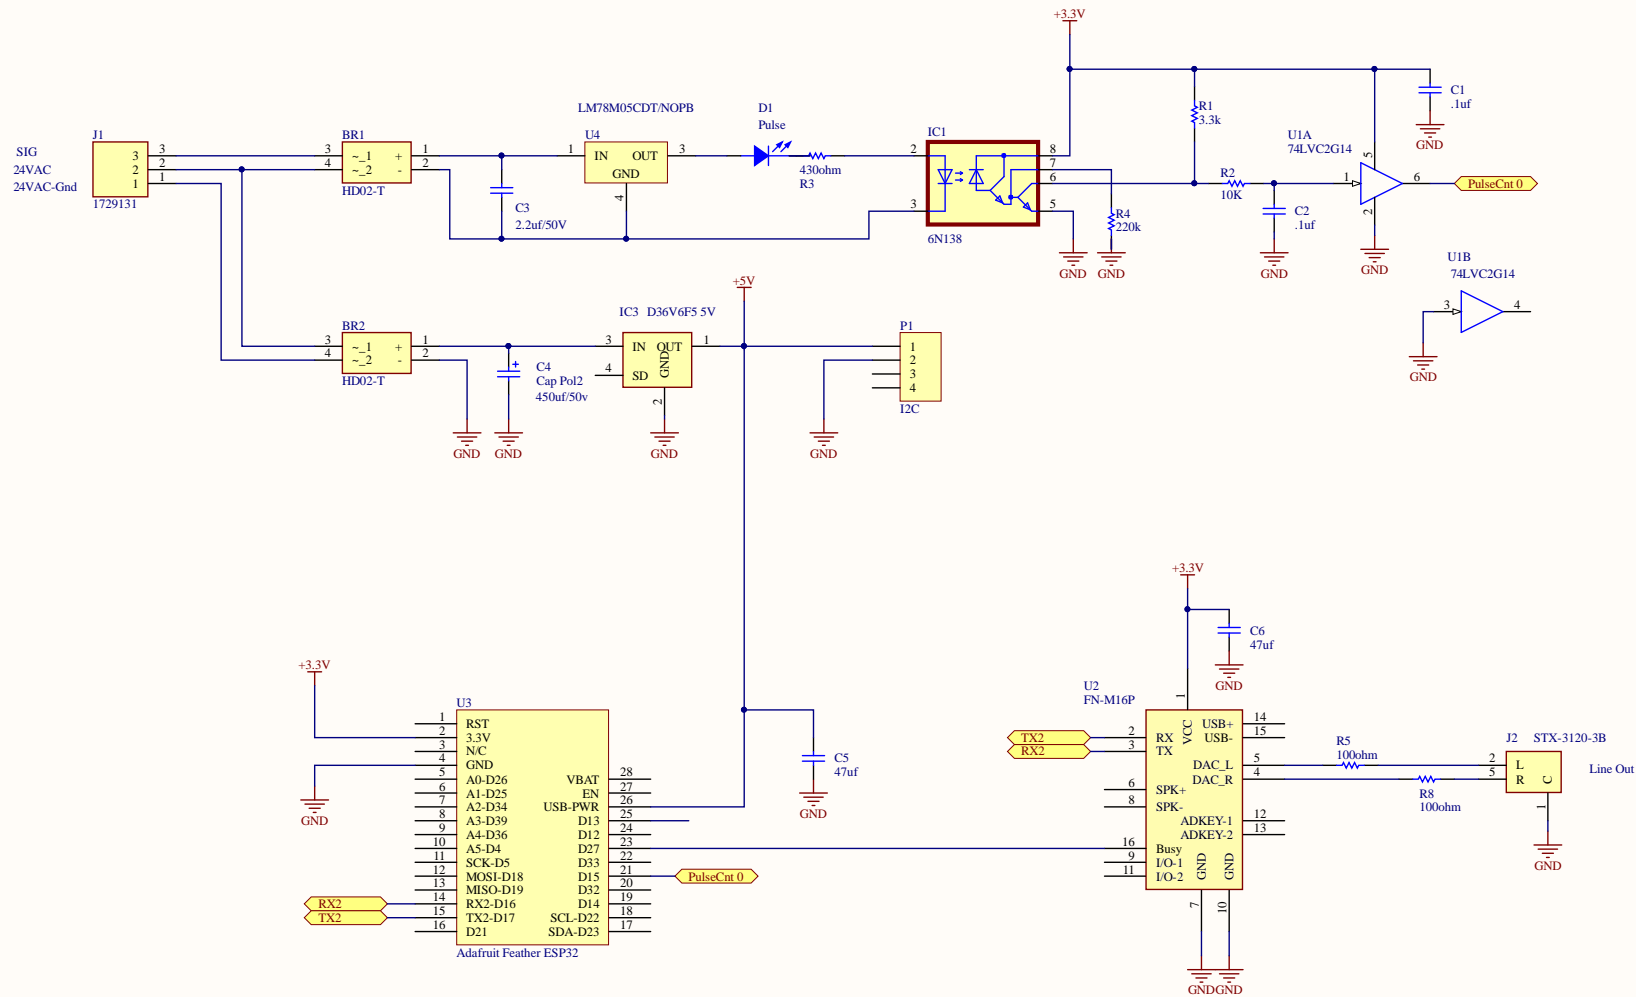 +3.3V
C1
.1uf
GND
R1
3.3k
LM78M05CDT/NOPB
D1
Pulse
SIG
24VAC
24VAC-Gnd
J1
3 3
2 2
1 1
1729131
BR1
3 ~_1 + 1
4 ~_2 - 2
HD02-T
C3
2.2uf/50V
U4
1 IN OUT 3
GND
4
430ohm
R3
IC1
2 8
7
6
3 5
6N138
R4
220k
GND GND
R2
10K
C2
.1uf
GND
U1A
74LVC2G14
5
1 6
2
GND
PulseCnt 0
U1B
74LVC2G14
3 4
GND
BR2
3 ~_1 + 1
4 ~_2 - 2
HD02-T
GND GND
C4
Cap Pol2
450uf/50v
+
+5V
IC3 D36V6F5 5V
3 IN OUT 1
4 SD GND
2
GND
P1
1
2
3
4
I2C
GND
+3.3V
GND
U3
1 RST
2 3.3V
3 N/C
4 GND
5 A0-D26 VBAT 28
6 A1-D25 EN 27
7 A2-D34 USB-PWR 26
8 A3-D39 D13 25
9 A4-D36 D12 24
10 A5-D4 D27 23
11 SCK-D5 D33 22
12 MOSI-D18 D15 21
13 MISO-D19 D32 20
RX2 14 RX2-D16 D14 19
TX2 15 TX2-D17 SCL-D22 18
16 D21 SDA-D23 17
Adafruit Feather ESP32
PulseCnt 0
C5
47uf
GND
+3.3V
C6
47uf
GND
U2
FN-M16P
1
VCC
TX2 2 RX USB+ 14
RX2 3 TX USB- 15
DAC_L 5
DAC_R 4
6 SPK+
8 SPK-
ADKEY-1 12
ADKEY-2 13
16 Busy
9 I/O-1
11 I/O-2
GND GND
7 10
GND GND
R5
100ohm
R8
100ohm
J2 STX-3120-3B
2 L
5 R C
1
GND
Line Out